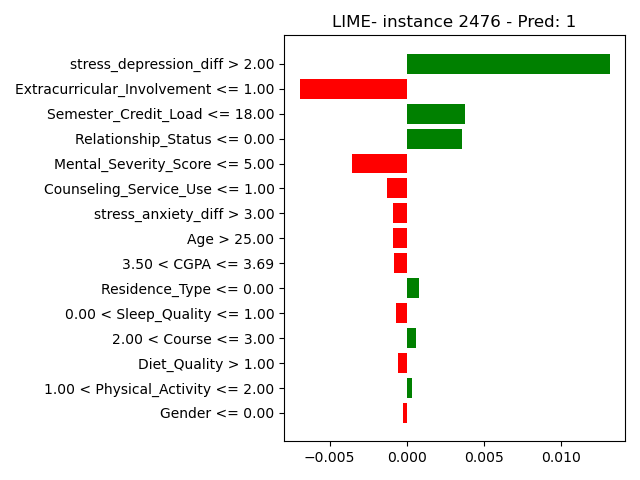 LIME- instance 2476 - Pred: 1
stress_depression_diff > 2.00
Extracurricular_Involvement <= 1.00
Semester_Credit_Load <= 18.00
Relationship_Status <= 0.00
Mental_Severity_Score <= 5.00
Counseling_Service_Use <= 1.00
stress_anxiety_diff > 3.00
Age > 25.00
3.50 < CGPA <= 3.69
Residence_Type <= 0.00
0.00 < Sleep_Quality <= 1.00
2.00 < Course <= 3.00
Diet_Quality > 1.00
1.00 < Physical_Activity <= 2.00
Gender <= 0.00
−0.005 0.000 0.005 0.010